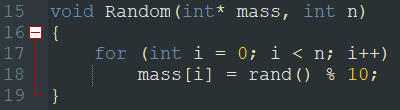 15 void Random(int* mass, int n)
16 {
17     for (int i = 0; i < n; i++)
18         mass[i] = rand() % 10;
19 }